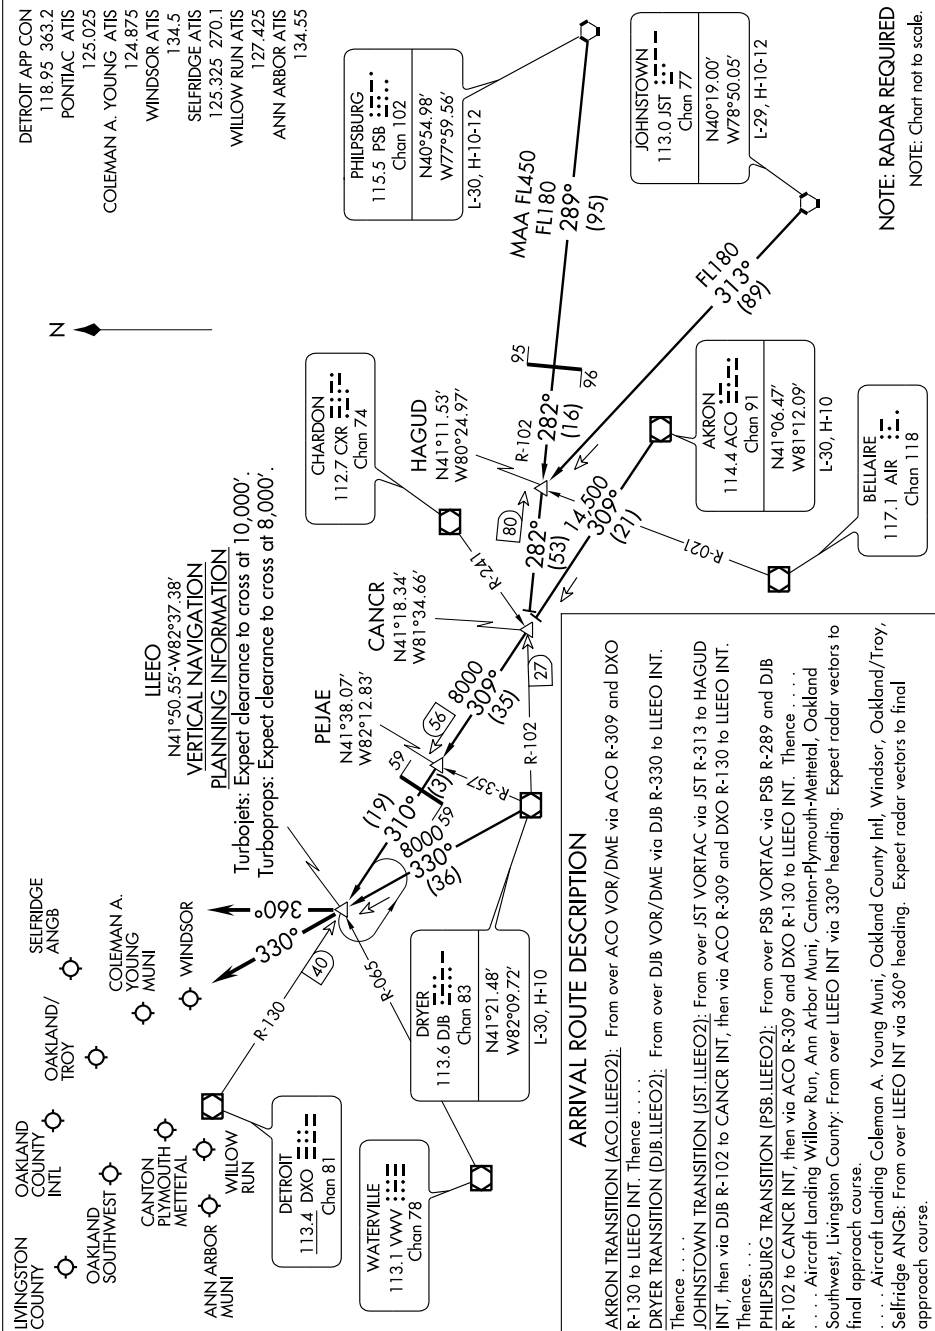 DETROIT APP CON
118.95 363.2
PONTIAC ATIS
125.025
COLEMAN A. YOUNG ATIS
124.875
WINDSOR ATIS
134.5
SELFRIDGE ATIS
125.325 270.1
WILLOW RUN ATIS
127.425
ANN ARBOR ATIS
134.55
N
LIVINGSTON
COUNTY
OAKLAND
COUNTY
INTL
OAKLAND/
TROY
SELFRIDGE
ANGB
OAKLAND
SOUTHWEST
COLEMAN A.
YOUNG
MUNI
CANTON
PLYMOUTH
METTETAL
WINDSOR
ANN ARBOR
MUNI
WILLOW
RUN
LLEEO
N41°50.55'-W82°37.38'
VERTICAL NAVIGATION
PLANNING INFORMATION
Turbojets: Expect clearance to cross at 10,000'.
Turboprops: Expect clearance to cross at 8,000'.
DETROIT
113.4 DXO
Chan 81
R-130
40
330°
360°
WATERVILLE
113.1 VWV
Chan 78
R-065
DRYER
113.6 DJB
Chan 83
N41°21.48'
W82°09.72'
L-30, H-10
(19)
310°
8000
330°
(36)
59
59
(3)
R-357
PEJAE
N41°38.07'
W82°12.83'
56
8000
309°
(35)
R-102
27
CANCR
N41°18.34'
W81°34.66'
CHARDON
112.7 CXR
Chan 74
R-241
HAGUD
N41°11.53'
W80°24.97'
R-102
80
282°
(53)
14,500
309°
(21)
282°
(16)
95
96
R-021
AKRON
114.4 ACO
Chan 91
N41°06.47'
W81°12.09'
L-30, H-10
BELLAIRE
117.1 AIR
Chan 118
PHILPSBURG
115.5 PSB
Chan 102
N40°54.98'
W77°59.56'
L-30, H-10-12
MAA FL450
FL180
289°
(95)
JOHNSTOWN
113.0 JST
Chan 77
N40°19.00'
W78°50.05'
L-29, H-10-12
FL180
313°
(89)
NOTE: RADAR REQUIRED
NOTE: Chart not to scale.
ARRIVAL ROUTE DESCRIPTION
AKRON TRANSITION (ACO.LLEEO2): From over ACO VOR/DME via ACO R-309 and DXO
R-130 to LLEEO INT. Thence . . . .
DRYER TRANSITION (DJB.LLEEO2): From over DJB VOR/DME via DJB R-330 to LLEEO INT.
Thence . . . .
JOHNSTOWN TRANSITION (JST.LLEEO2): From over JST VORTAC via JST R-313 to HAGUD
INT, then via DJB R-102 to CANCR INT, then via ACO R-309 and DXO R-130 to LLEEO INT.
Thence. . . .
PHILPSBURG TRANSITION (PSB.LLEEO2): From over PSB VORTAC via PSB R-289 and DJB
R-102 to CANCR INT, then via ACO R-309 and DXO R-130 to LLEEO INT. Thence . . . .
. . . . Aircraft Landing Willow Run, Ann Arbor Muni, Canton-Plymouth-Mettetal, Oakland
Southwest, Livingston County: From over LLEEO INT via 330° heading. Expect radar vectors to
final approach course.
. . . . Aircraft Landing Coleman A. Young Muni, Oakland County Intl, Windsor, Oakland/Troy,
Selfridge ANGB: From over LLEEO INT via 360° heading. Expect radar vectors to final
approach course.